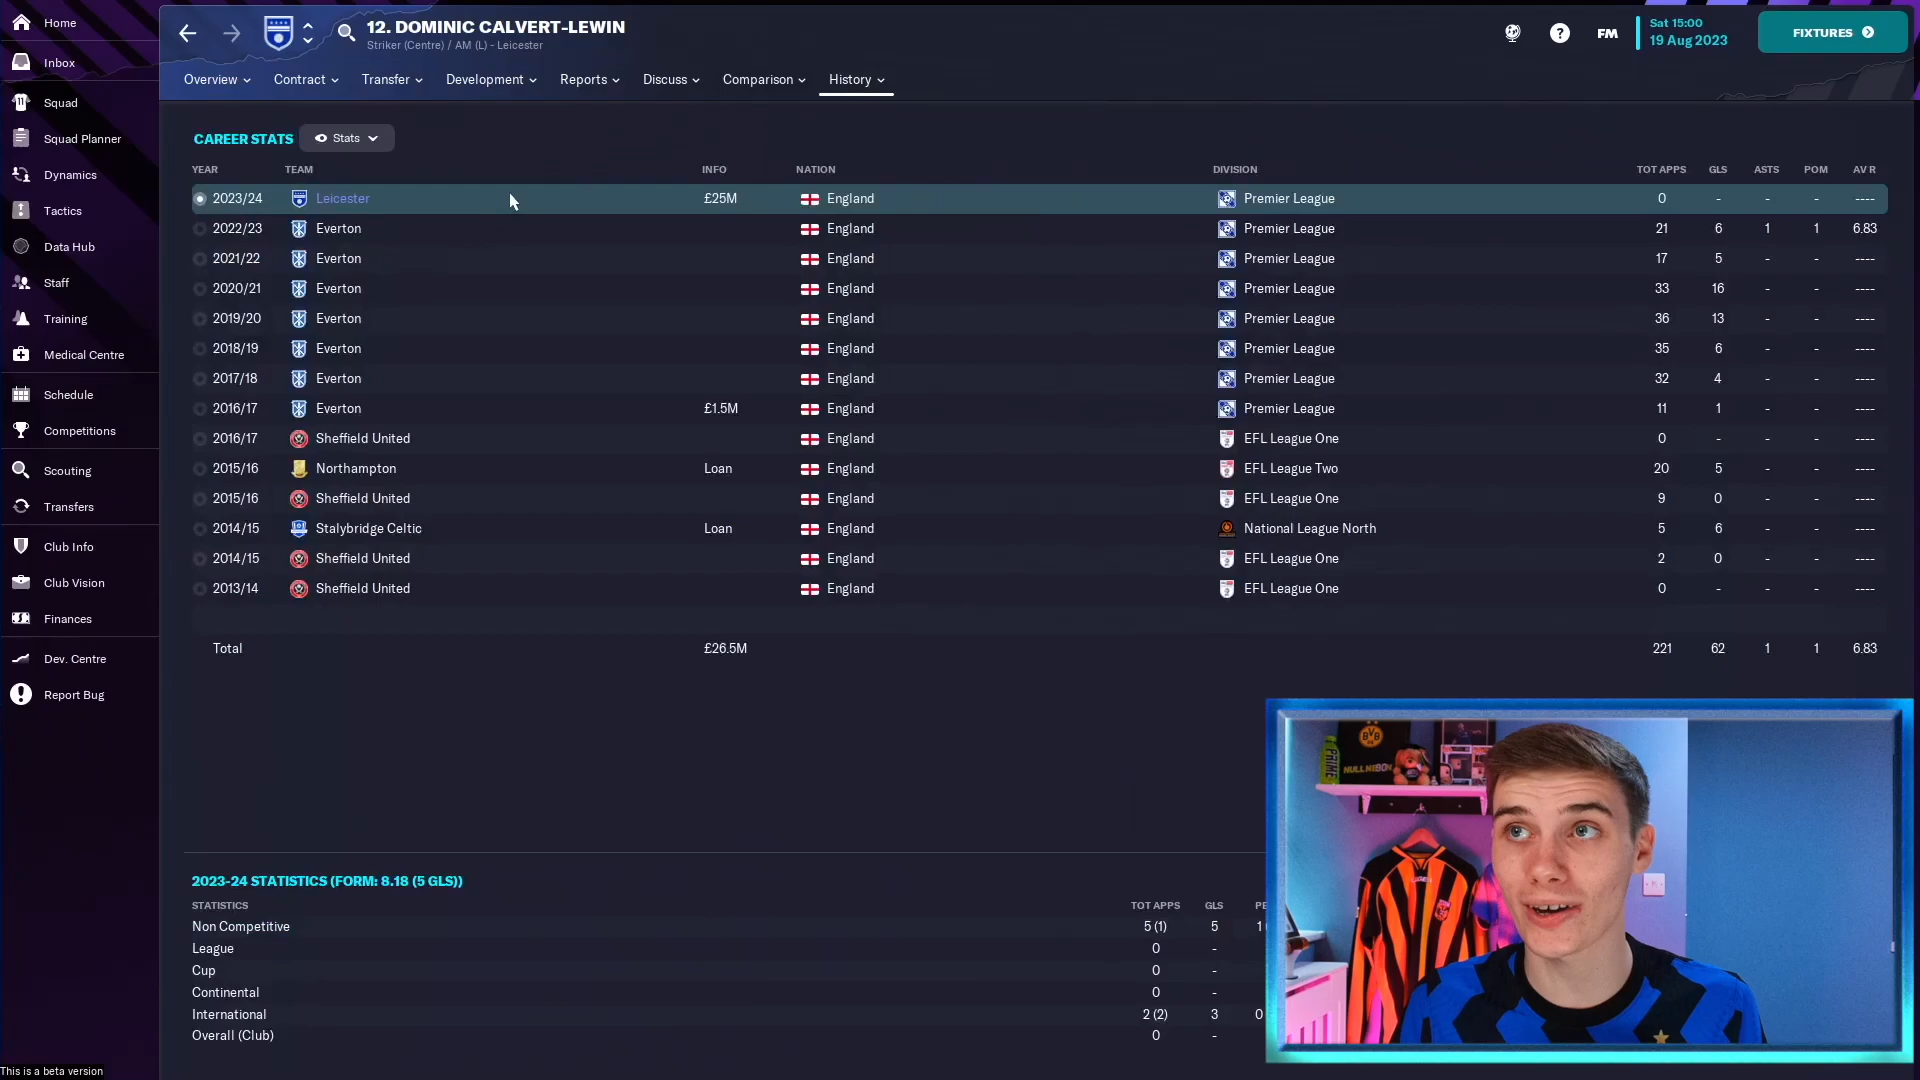 Home
Inbox
Squad
Squad Planner
Dynamics
Tactics
Data Hub
Staff
Training
Medical Centre
Schedule
Competitions
Scouting
Transfers
Club Info
Club Vision
Finances
Dev. Centre
Report Bug
This is a beta version
12. DOMINIC CALVERT-LEWIN
Striker (Centre) / AM (L) - Leicester
FM
Sat 15:00
19 Aug 2023
FIXTURES
Overview Contract Transfer Development Reports Discuss Comparison History
CAREER STATS Stats
YEAR TEAM INFO NATION DIVISION TOT APPS GLS ASTS POM AV R
2023/24 Leicester £25M England Premier League 0 - - - ----
2022/23 Everton England Premier League 21 6 1 1 6.83
2021/22 Everton England Premier League 17 5 - - ----
2020/21 Everton England Premier League 33 16 - - ----
2019/20 Everton England Premier League 36 13 - - ----
2018/19 Everton England Premier League 35 6 - - ----
2017/18 Everton England Premier League 32 4 - - ----
2016/17 Everton £1.5M England Premier League 11 1 - - ----
2016/17 Sheffield United England EFL League One 0 - - - ----
2015/16 Northampton Loan England EFL League Two 20 5 - - ----
2015/16 Sheffield United England EFL League One 9 0 - - ----
2014/15 Stalybridge Celtic Loan England National League North 5 6 - - ----
2014/15 Sheffield United England EFL League One 2 0 - - ----
2013/14 Sheffield United England EFL League One 0 - - - ----
Total £26.5M 221 62 1 1 6.83
2023-24 STATISTICS (FORM: 8.18 (5 GLS))
STATISTICS TOT APPS GLS PE
Non Competitive 5 (1) 5 1
League 0 -
Cup 0 -
Continental 0 -
International 2 (2) 3 0
Overall (Club) 0 -
BVB
09
PRIME